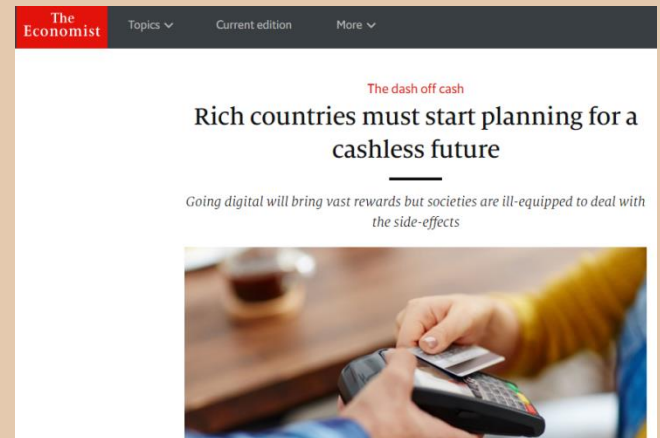 The
Economist
Topics
Current edition
More
The dash off cash
Rich countries must start planning for a
cashless future
Going digital will bring vast rewards but societies are ill-equipped to deal with
the side-effects